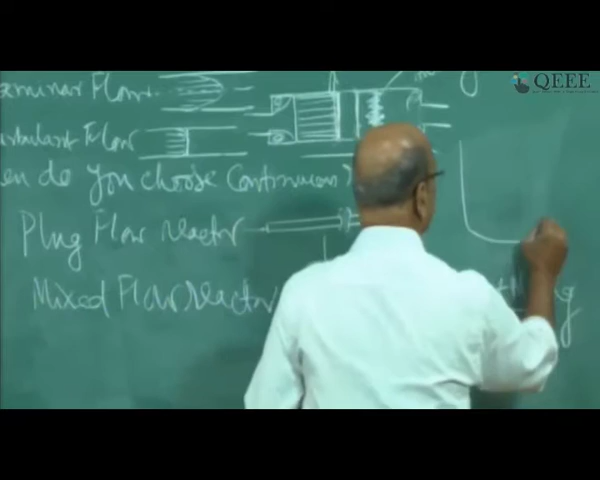 QEEE
Laminar Flow
Turbulent Flow
When do you choose Continuous?
Plug Flow reactor
Mixed Flow reactor